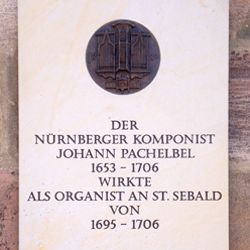 DER
NÜRNBERGER KOMPONIST
JOHANN PACHELBEL
1653 – 1706
WIRKTE
ALS ORGANIST AN ST. SEBALD
VON
1695 – 1706